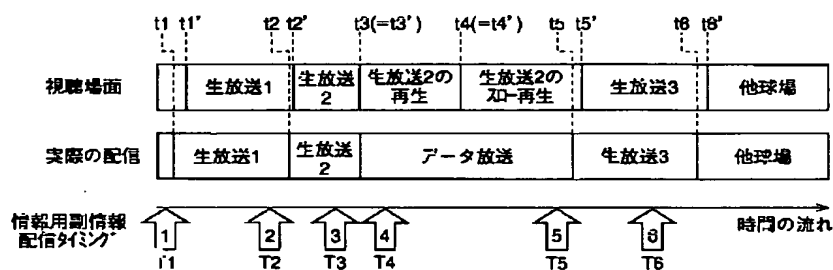 t1 t1' t2 t2' t3(=t3') t4(=t4') t5 t5' t6 t6'
視聴場面 生放送1 生放送2 生放送2の再生 生放送2のスロー再生 生放送3 他球場
実際の配信 生放送1 生放送2 データ放送 生放送3 他球場
情報用副情報 時間の流れ
配信タイミング 1 2 3 4 5 6
T1 T2 T3 T4 T5 T6